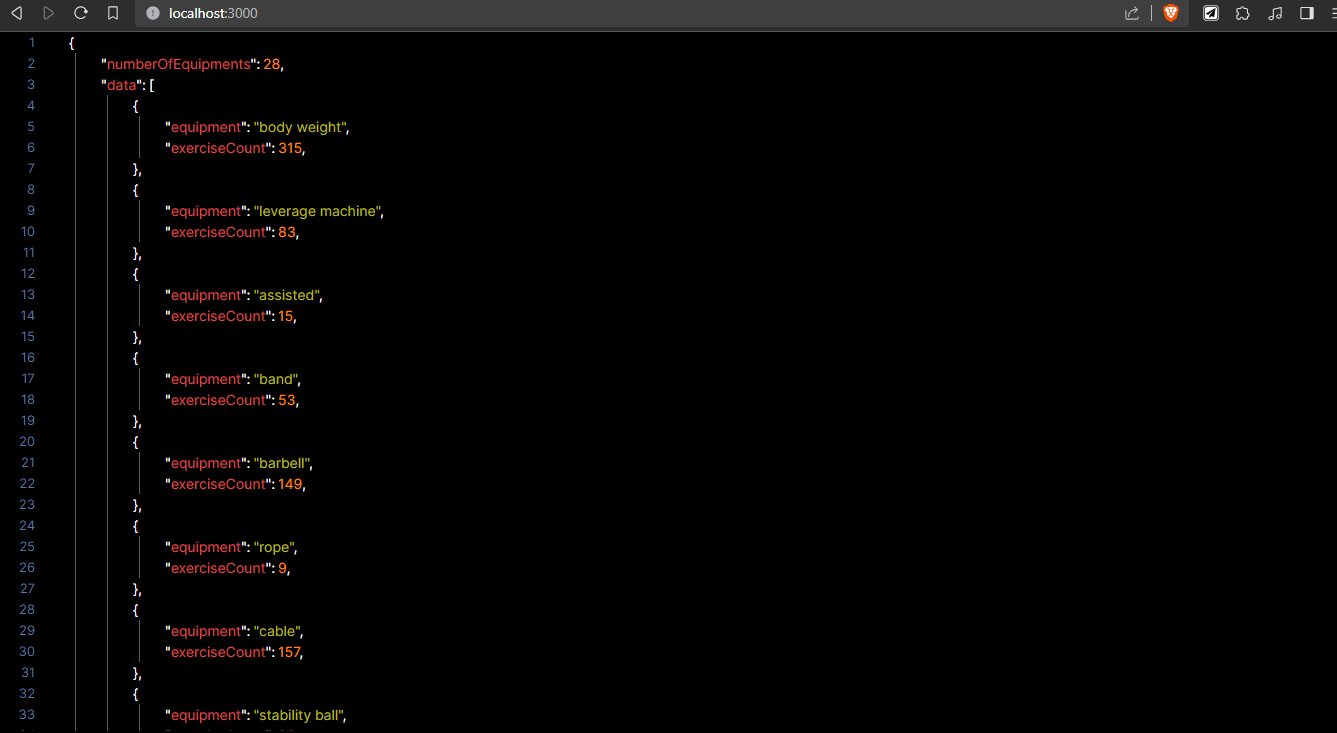 localhost:3000
1 {
2 "numberOfEquipments": 28,
3 "data": [
4 {
5 "equipment": "body weight",
6 "exerciseCount": 315,
7 },
8 {
9 "equipment": "leverage machine",
10 "exerciseCount": 83,
11 },
12 {
13 "equipment": "assisted",
14 "exerciseCount": 15,
15 },
16 {
17 "equipment": "band",
18 "exerciseCount": 53,
19 },
20 {
21 "equipment": "barbell",
22 "exerciseCount": 149,
23 },
24 {
25 "equipment": "rope",
26 "exerciseCount": 9,
27 },
28 {
29 "equipment": "cable",
30 "exerciseCount": 157,
31 },
32 {
33 "equipment": "stability ball",